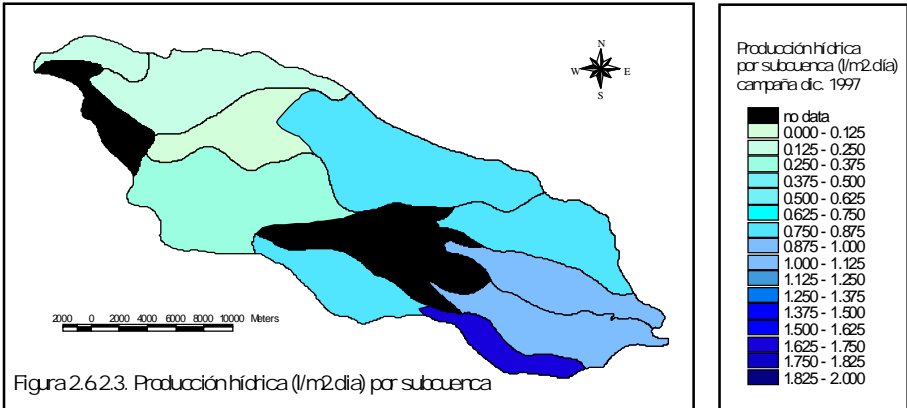 N
W E
S
2000 0 2000 4000 6000 8000 10000 Meters
Figura 2.6.2.3. Producción hídrica (l/m2.dia) por subcuenca
Producción hídrica
por subcuenca (l/m2.día)
campaña dic. 1997
no data
0.000 - 0.125
0.125 - 0.250
0.250 - 0.375
0.375 - 0.500
0.500 - 0.625
0.625 - 0.750
0.750 - 0.875
0.875 - 1.000
1.000 - 1.125
1.125 - 1.250
1.250 - 1.375
1.375 - 1.500
1.500 - 1.625
1.625 - 1.750
1.750 - 1.825
1.825 - 2.000